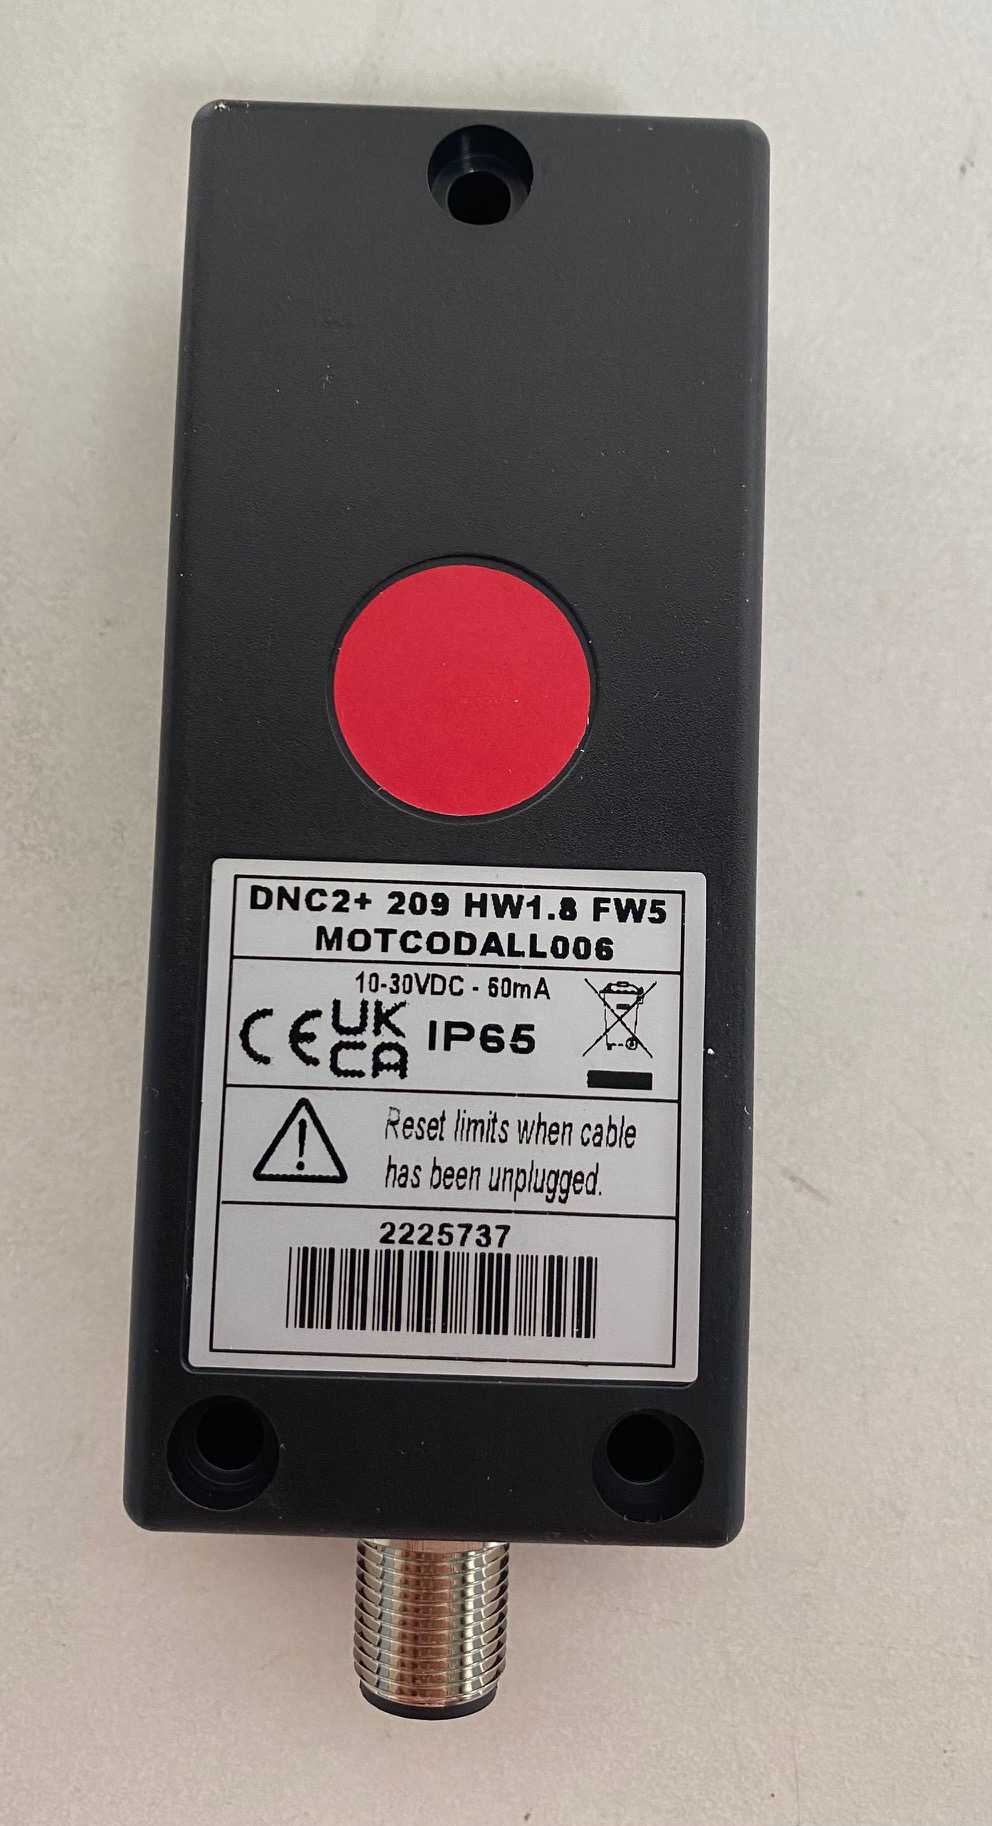 DNC2+ 209 HW1.8 FW5
MOTCODALL006
10-30VDC - 60mA
CE UK CA IP65
Reset limits when cable
has been unplugged.
2225737